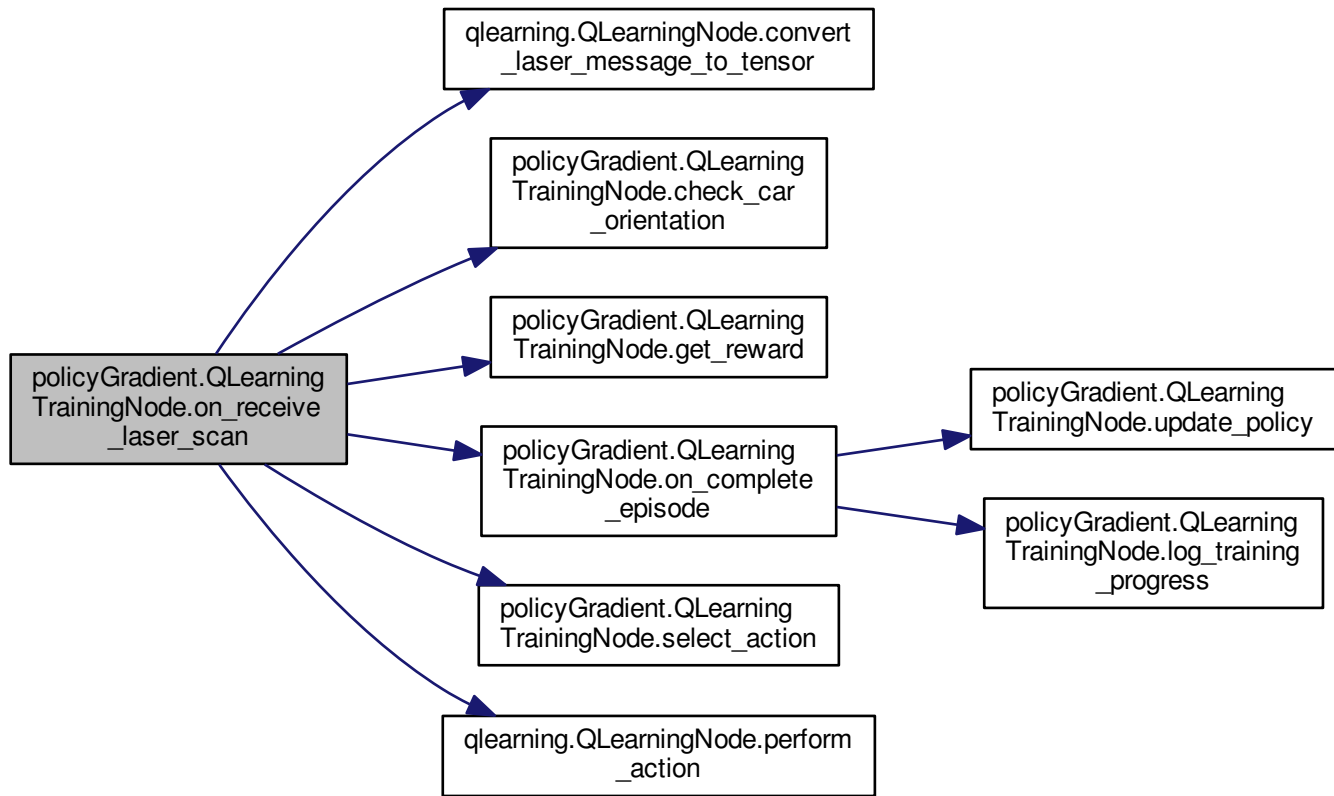 qlearning.QLearningNode.convert
_laser_message_to_tensor
policyGradient.QLearning
TrainingNode.check_car
_orientation
policyGradient.QLearning
TrainingNode.get_reward
policyGradient.QLearning
TrainingNode.on_receive
_laser_scan
policyGradient.QLearning
TrainingNode.on_complete
_episode
policyGradient.QLearning
TrainingNode.update_policy
policyGradient.QLearning
TrainingNode.log_training
_progress
policyGradient.QLearning
TrainingNode.select_action
qlearning.QLearningNode.perform
_action